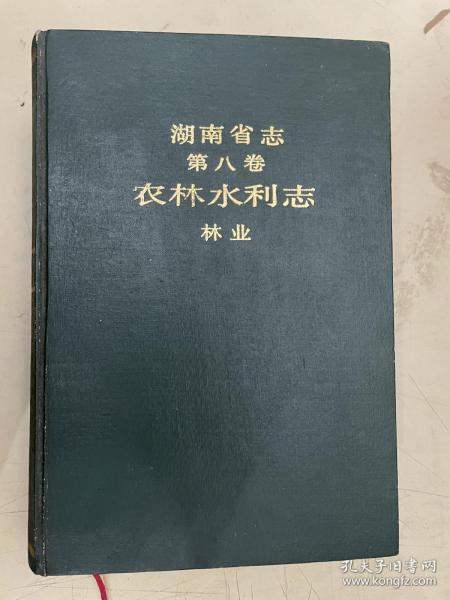 湖南省志
第八卷
农林水利志
林业
孔夫子旧书网
www.kongfz.com